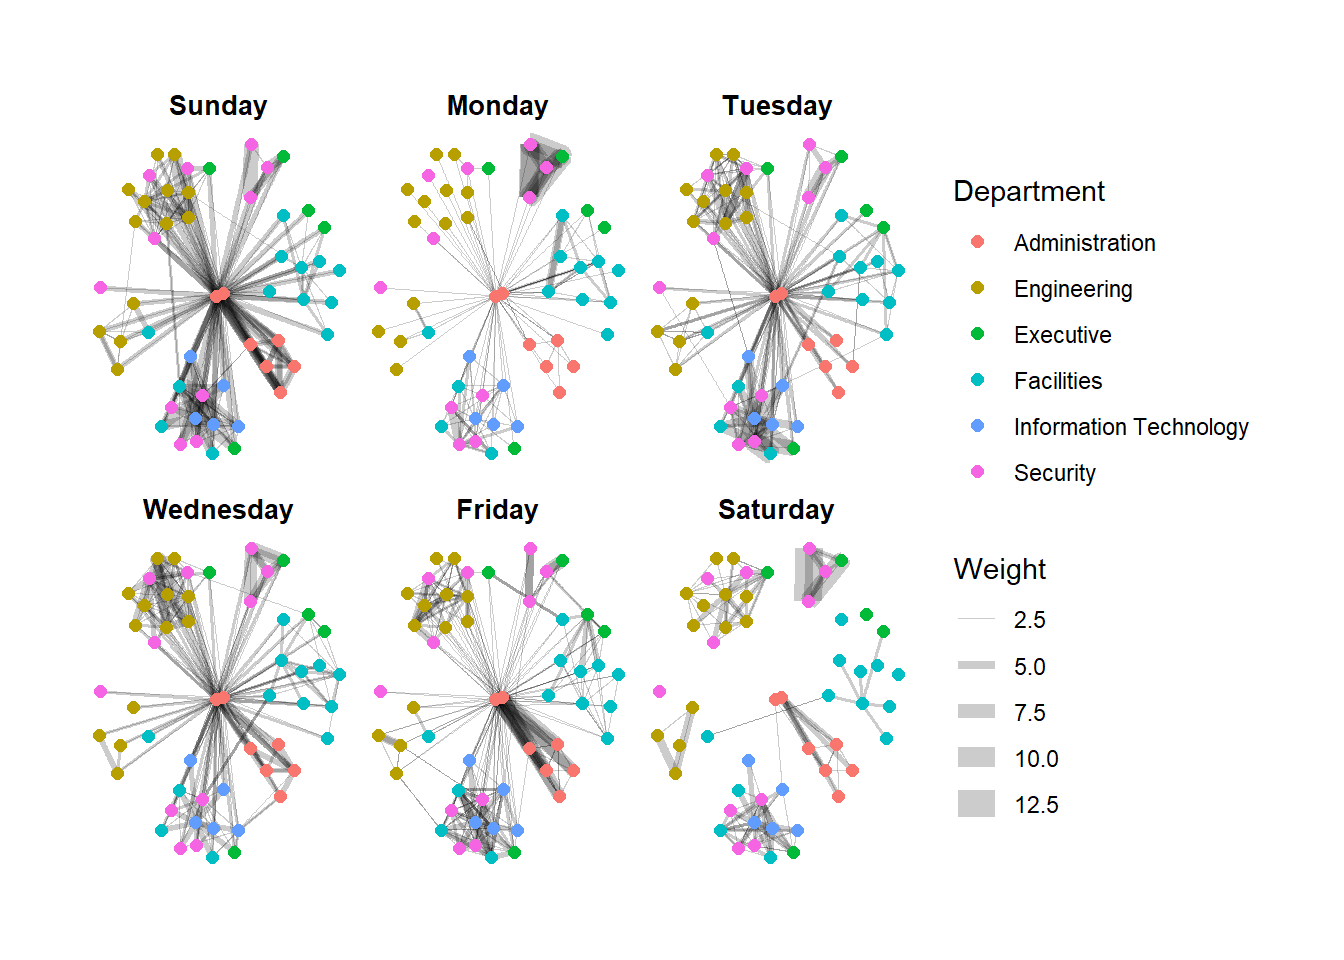 Sunday
Monday
Tuesday
Wednesday
Friday
Saturday
Department
Administration
Engineering
Executive
Facilities
Information Technology
Security
Weight
2.5
5.0
7.5
10.0
12.5